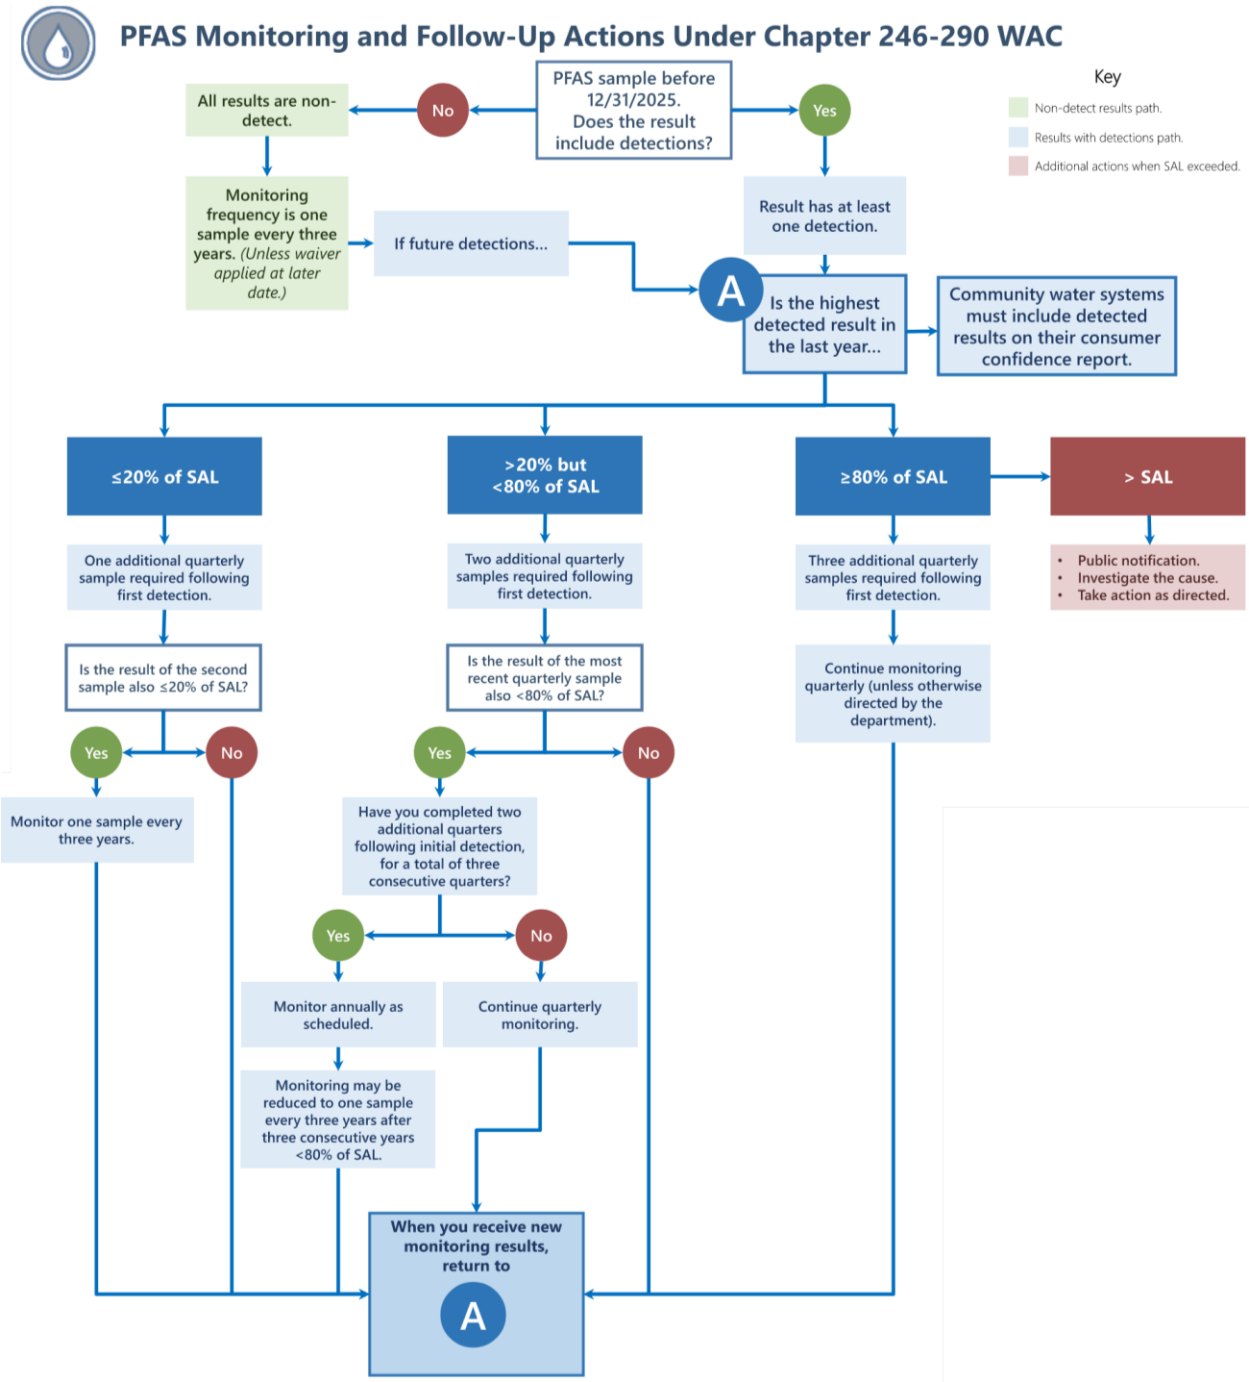 PFAS Monitoring and Follow-Up Actions Under Chapter 246-290 WAC
Key
Non-detect results path.
Results with detections path.
Additional actions when SAL exceeded.
PFAS sample before
12/31/2025.
Does the result
include detections?
No
Yes
All results are non-
detect.
Monitoring
frequency is one
sample every three
years. (Unless waiver
applied at later
date.)
If future detections...
Result has at least
one detection.
A
Is the highest
detected result in
the last year...
Community water systems
must include detected
results on their consumer
confidence report.
≤20% of SAL
>20% but
<80% of SAL
≥80% of SAL
> SAL
One additional quarterly
sample required following
first detection.
Two additional quarterly
samples required following
first detection.
Three additional quarterly
samples required following
first detection.
• Public notification.
• Investigate the cause.
• Take action as directed.
Is the result of the second
sample also ≤20% of SAL?
Is the result of the most
recent quarterly sample
also <80% of SAL?
Continue monitoring
quarterly (unless otherwise
directed by the
department).
Yes
No
Yes
No
Monitor one sample every
three years.
Have you completed two
additional quarters
following initial detection,
for a total of three
consecutive quarters?
Yes
No
Monitor annually as
scheduled.
Continue quarterly
monitoring.
Monitoring may be
reduced to one sample
every three years after
three consecutive years
<80% of SAL.
When you receive new
monitoring results,
return to
A